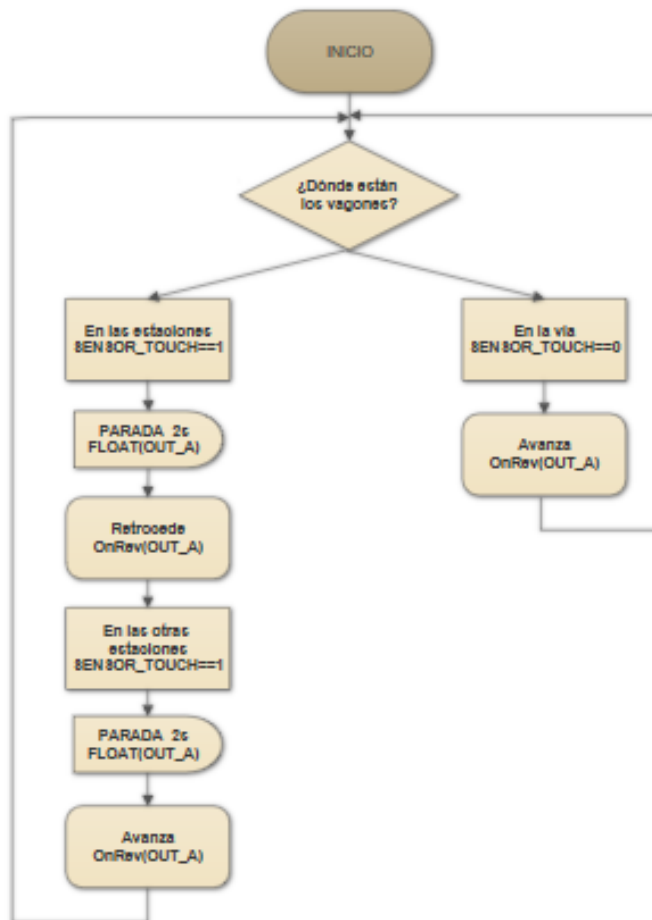 INICIO
¿Dónde están
los vagones?
En las estaciones
SENSOR_TOUCH==1
PARADA 2s
FLOAT(OUT_A)
Retrocede
OnRev(OUT_A)
En las otras
estaciones
SENSOR_TOUCH==1
PARADA 2s
FLOAT(OUT_A)
Avanza
OnRev(OUT_A)
En la vía
SENSOR_TOUCH==0
Avanza
OnRev(OUT_A)